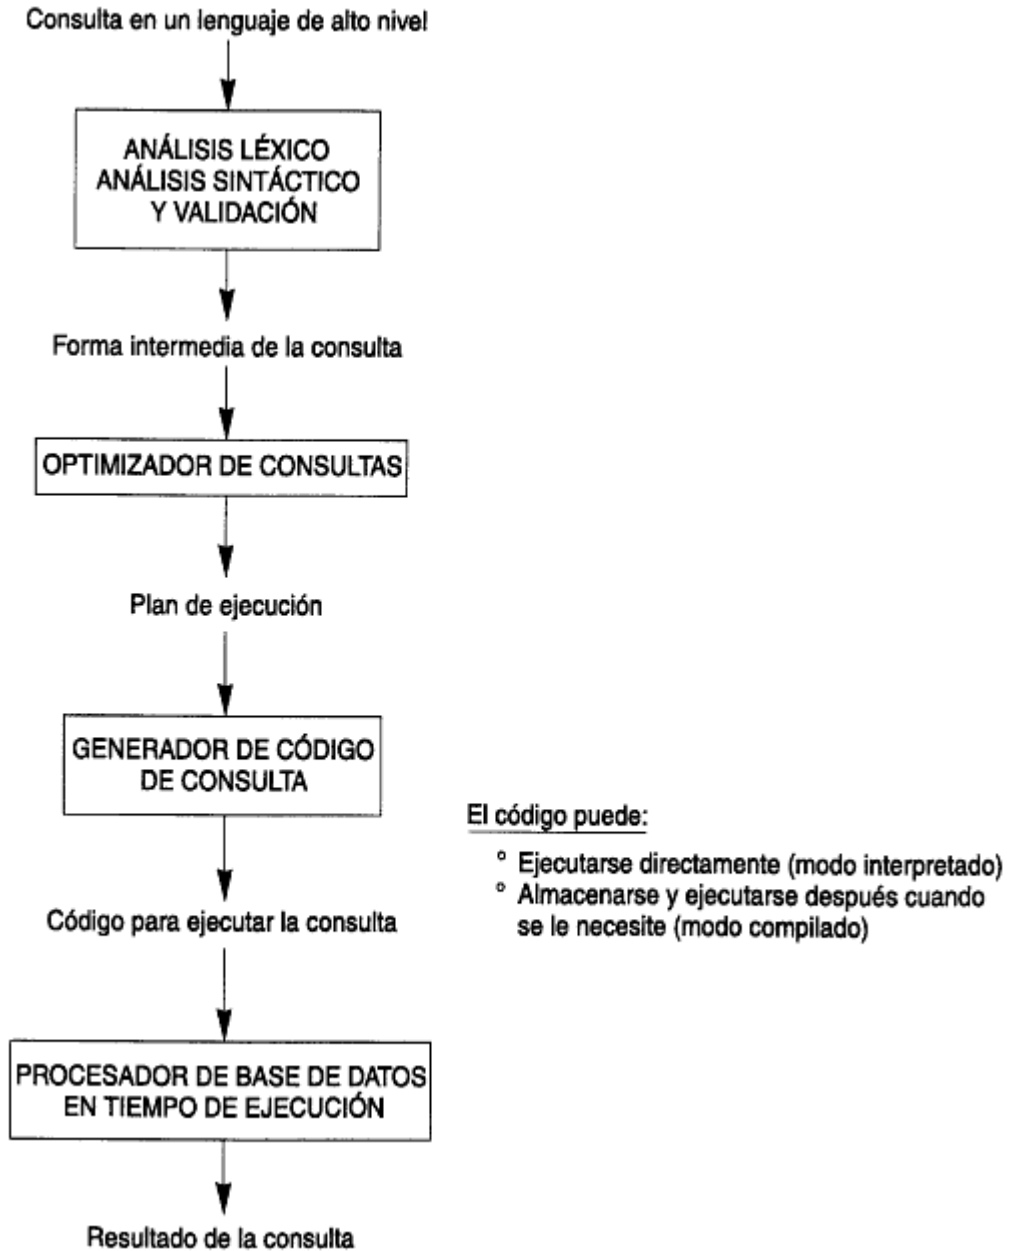 Consulta en un lenguaje de alto nivel
ANÁLISIS LÉXICO
ANÁLISIS SINTÁCTICO
Y VALIDACIÓN
Forma intermedia de la consulta
OPTIMIZADOR DE CONSULTAS
Plan de ejecución
GENERADOR DE CÓDIGO
DE CONSULTA
El código puede:
° Ejecutarse directamente (modo interpretado)
° Almacenarse y ejecutarse después cuando
se le necesite (modo compilado)
Código para ejecutar la consulta
PROCESADOR DE BASE DE DATOS
EN TIEMPO DE EJECUCIÓN
Resultado de la consulta